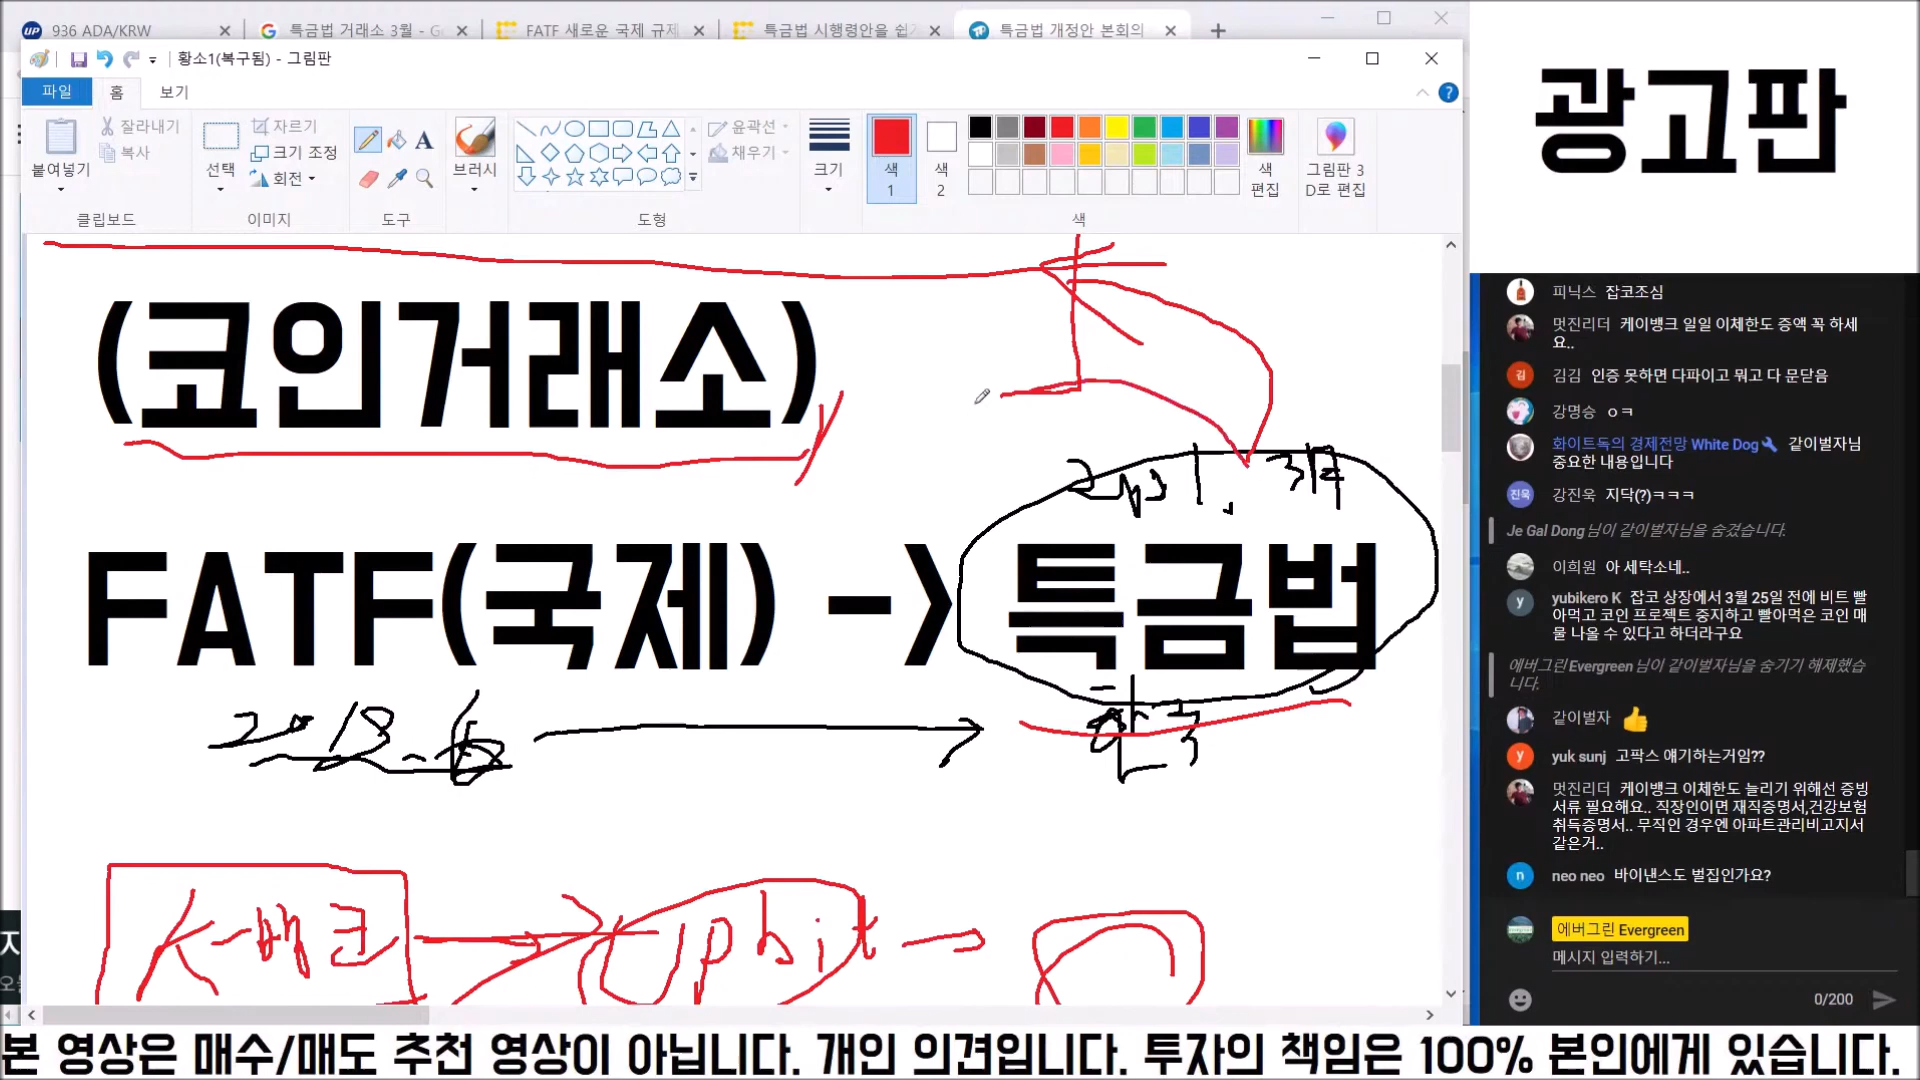 936 ADA/KRW
특금법 거래소 3월 - G
FATF 새로운 국제 규제
특금법 시행령안을 쉽
특금법 개정안 본회의
황소1(복구됨) - 그림판
파일
홈
보기
붙여넣기
잘라내기
복사
클립보드
선택
자르기
크기 조정
회전
이미지
도구
브러시
윤곽선
채우기
도형
크기
색
1
색
2
색
편집
색
그림판 3
D로 편집
(코인거래소)
FATF(국제) -> 특금법
K-뱅크
upbit
광고판
피닉스 잡코조심
멋진리더 케이뱅크 일일 이체한도 증액 꼭 하세
요..
김김 인증 못하면 다파이고 뭐고 다 문닫음
강명승 ㅇㅋ
화이트독의 경제전망 White Dog 같이벌자님
중요한 내용입니다
진욱
강진욱 지닥(?)ㅋㅋㅋ
Je Gal Dong님이 같이벌자님을 숨겼습니다.
이희원 아 세탁소네..
yubikero K 잡코 상장에서 3월 25일 전에 비트 빨
아먹고 코인 프로젝트 중지하고 빨아먹은 코인 매
물 나올 수 있다고 하더라구요
에버그린 Evergreen님이 같이벌자님을 숨기기 해제했습
니다.
같이벌자 👍
yuk sunj 고팍스 얘기하는거임??
멋진리더 케이뱅크 이체한도 늘리기 위해선 증빙
서류 필요해요.. 직장인이면 재직증명서,건강보험
취득증명서.. 무직인 경우엔 아파트관리비고지서
같은거..
neo neo 바이낸스도 벌집인가요?
에버그린 Evergreen
메시지 입력하기...
0/200
본 영상은 매수/매도 추천 영상이 아닙니다. 개인 의견입니다. 투자의 책임은 100% 본인에게 있습니다.